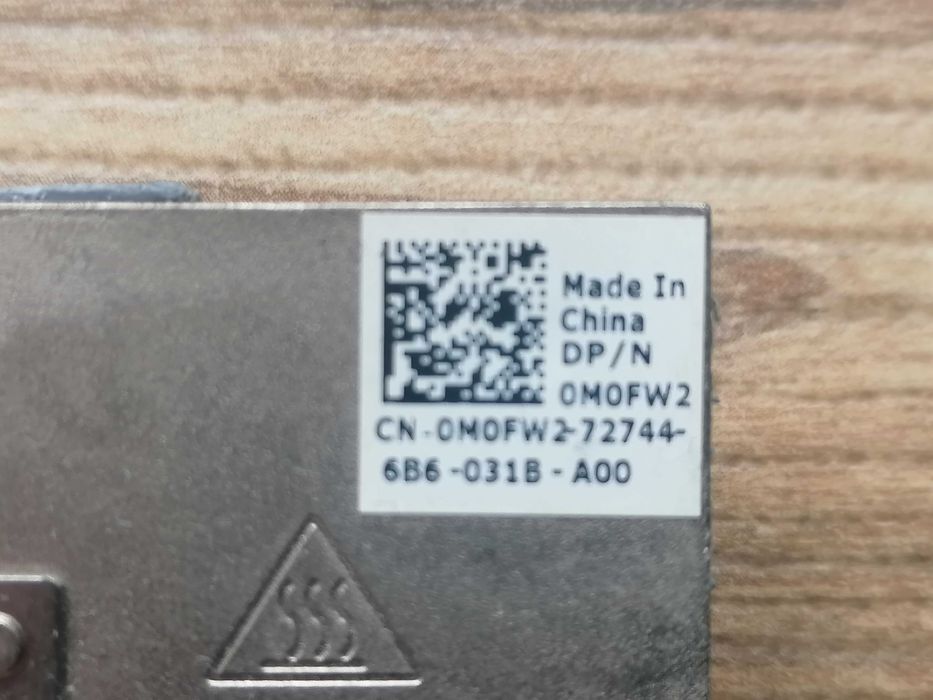 Made In
China
DP/N
0M0FW2
CN-0M0FW2-72744-
6B6-031B-A00